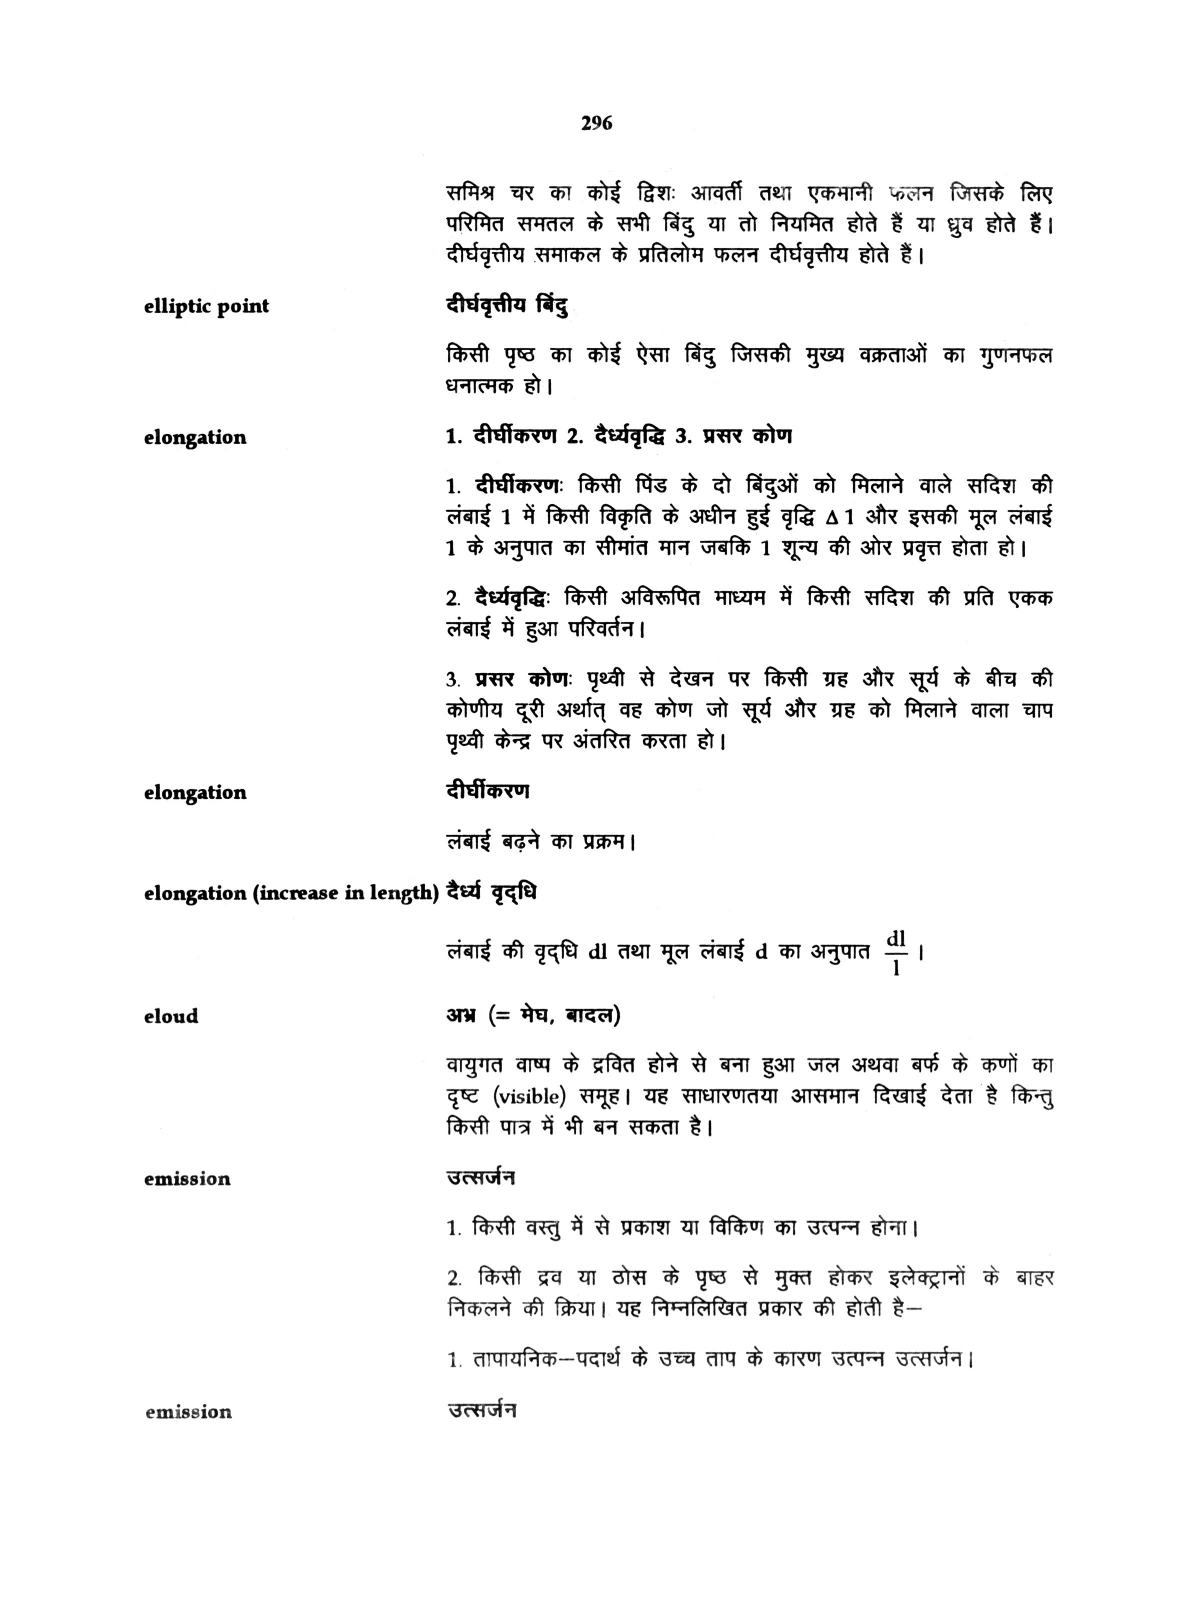 296
समिश्र चर का कोई द्विशः आवर्ती तथा एकमानी फलन जिसके लिए
परिमित समतल के सभी बिंदु या तो नियमित होते हैं या ध्रुव होते हैं।
दीर्घवृत्तीय समाकल के प्रतिलोम फलन दीर्घवृत्तीय होते हैं।
elliptic point दीर्घवृत्तीय बिंदु
किसी पृष्ठ का कोई ऐसा बिंदु जिसकी मुख्य वक्रताओं का गुणनफल
धनात्मक हो।
elongation 1. दीर्घीकरण 2. दैर्ध्यवृद्धि 3. प्रसर कोण
1. दीर्घीकरणः किसी पिंड के दो बिंदुओं को मिलाने वाले सदिश की
लंबाई 1 में किसी विकृति के अधीन हुई वृद्धि Δ 1 और इसकी मूल लंबाई
1 के अनुपात का सीमांत मान जबकि 1 शून्य की ओर प्रवृत्त होता हो।
2. दैर्ध्यवृद्धिः किसी अविरूपित माध्यम में किसी सदिश की प्रति एकक
लंबाई में हुआ परिवर्तन।
3. प्रसर कोणः पृथ्वी से देखन पर किसी ग्रह और सूर्य के बीच की
कोणीय दूरी अर्थात् वह कोण जो सूर्य और ग्रह को मिलाने वाला चाप
पृथ्वी केन्द्र पर अंतरित करता हो।
elongation दीर्घीकरण
लंबाई बढ़ने का प्रक्रम।
elongation (increase in length) दैर्ध्य वृद्धि
लंबाई की वृद्धि dl तथा मूल लंबाई d का अनुपात dl/l ।
eloud अभ्र (= मेघ, बादल)
वायुगत वाष्प के द्रवित होने से बना हुआ जल अथवा बर्फ के कणों का
दृष्ट (visible) समूह। यह साधारणतया आसमान दिखाई देता है किन्तु
किसी पात्र में भी बन सकता है।
emission उत्सर्जन
1. किसी वस्तु में से प्रकाश या विकिण का उत्पन्न होना।
2. किसी द्रव या ठोस के पृष्ठ से मुक्त होकर इलेक्ट्रानों के बाहर
निकलने की क्रिया। यह निम्नलिखित प्रकार की होती है–
1. तापायनिक–पदार्थ के उच्च ताप के कारण उत्पन्न उत्सर्जन।
emission उत्सर्जन